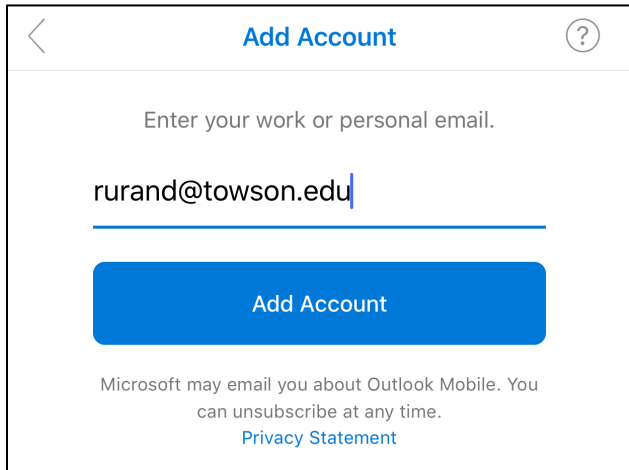 Add Account
?
Enter your work or personal email.
rurand@towson.edu
Add Account
Microsoft may email you about Outlook Mobile. You
can unsubscribe at any time.
Privacy Statement